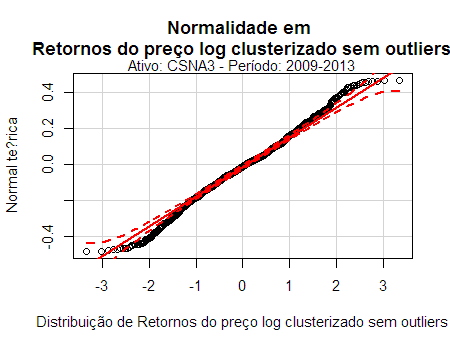 Normalidade em
Retornos do preço log clusterizado sem outliers
Ativo: CSNA3 - Período: 2009-2013
Normal te?rica
0.4
0.0
-0.4
-3 -2 -1 0 1 2 3
Distribuição de Retornos do preço log clusterizado sem outliers